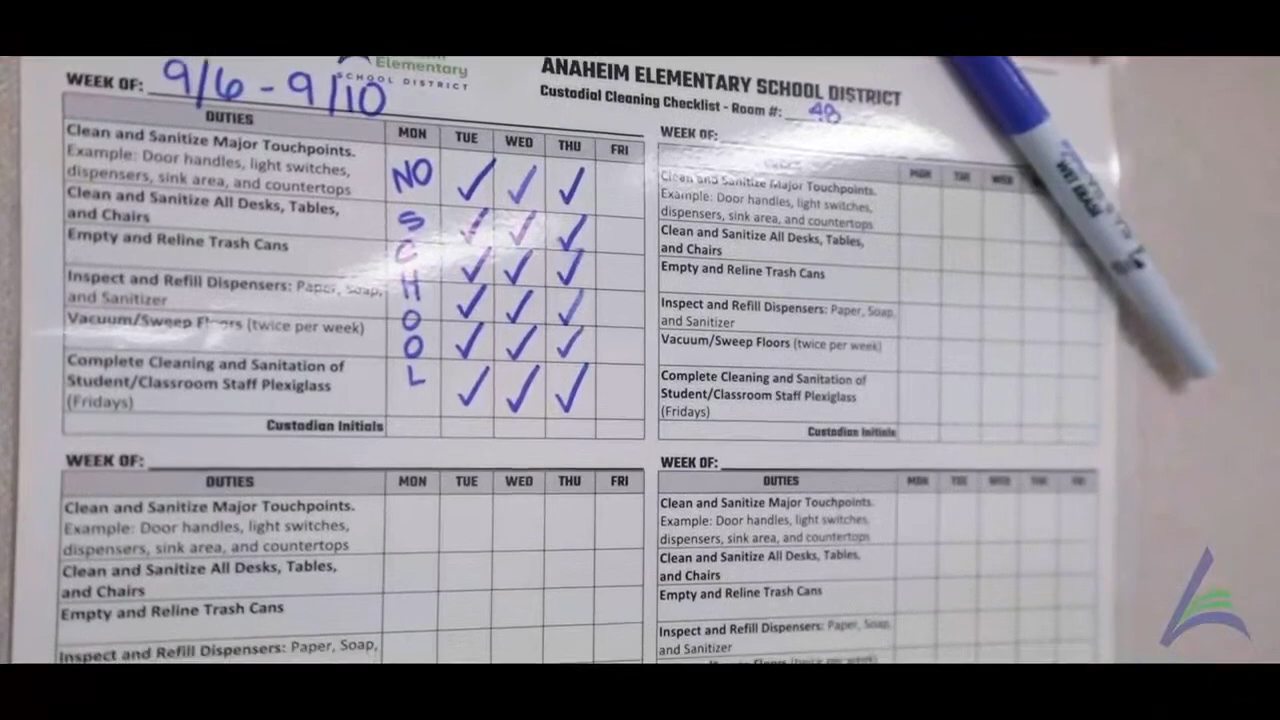 Elementary
SCHOOL DISTRICT
ANAHEIM ELEMENTARY SCHOOL DISTRICT
Custodial Cleaning Checklist - Room #: 48
WEEK OF: 9/6 - 9/10
DUTIES MON TUE WED THU FRI
Clean and Sanitize Major Touchpoints.
Example: Door handles, light switches,
dispensers, sink area, and countertops
NO ✓ ✓ ✓
Clean and Sanitize All Desks, Tables,
and Chairs
S ✓ ✓ ✓
Empty and Reline Trash Cans
C ✓ ✓ ✓
Inspect and Refill Dispensers: Paper, Soap,
and Sanitizer
H ✓ ✓ ✓
Vacuum/Sweep Floors (twice per week)
O ✓ ✓ ✓
O
Complete Cleaning and Sanitation of
Student/Classroom Staff Plexiglass
(Fridays)
L ✓ ✓ ✓
Custodian Initials
WEEK OF:
MON TUE WED
Clean and Sanitize Major Touchpoints.
Example: Door handles, light switches,
dispensers, sink area, and countertops
Clean and Sanitize All Desks, Tables,
and Chairs
Empty and Reline Trash Cans
Inspect and Refill Dispensers: Paper, Soap,
and Sanitizer
Vacuum/Sweep Floors (twice per week)
Complete Cleaning and Sanitation of
Student/Classroom Staff Plexiglass
(Fridays)
Custodian Initials
WEEK OF:
DUTIES MON TUE WED THU FRI
Clean and Sanitize Major Touchpoints.
Example: Door handles, light switches,
dispensers, sink area, and countertops
Clean and Sanitize All Desks, Tables,
and Chairs
Empty and Reline Trash Cans
Inspect and Refill Dispensers: Paper, Soap,
WEEK OF:
DUTIES MON TUE WED THU FRI
Clean and Sanitize Major Touchpoints.
Example: Door handles, light switches,
dispensers, sink area, and countertops
Clean and Sanitize All Desks, Tables,
and Chairs
Empty and Reline Trash Cans
Inspect and Refill Dispensers: Paper, Soap,
and Sanitizer
WET ERASE